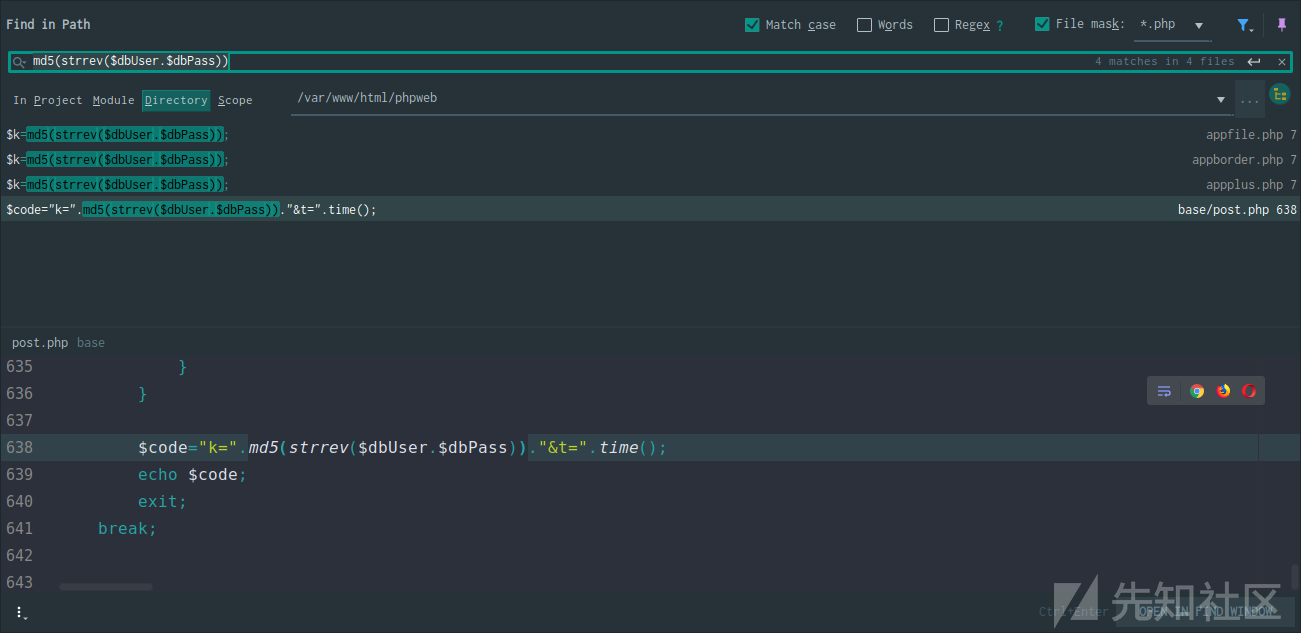 Find in Path
Match case
Words
Regex ?
File mask: *.php
md5(strrev($dbUser.$dbPass))
4 matches in 4 files
In Project Module Directory Scope
/var/www/html/phpweb
...
$k=md5(strrev($dbUser.$dbPass));
appfile.php 7
$k=md5(strrev($dbUser.$dbPass));
appborder.php 7
$k=md5(strrev($dbUser.$dbPass));
appplus.php 7
$code="k=".md5(strrev($dbUser.$dbPass))."&t=".time();
base/post.php 638
post.php base
635 }
636 }
637
638 $code="k=".md5(strrev($dbUser.$dbPass))."&t=".time();
639 echo $code;
640 exit;
641 break;
642
643
Ctrl+Enter
OPEN IN FIND WINDOW
先知社区